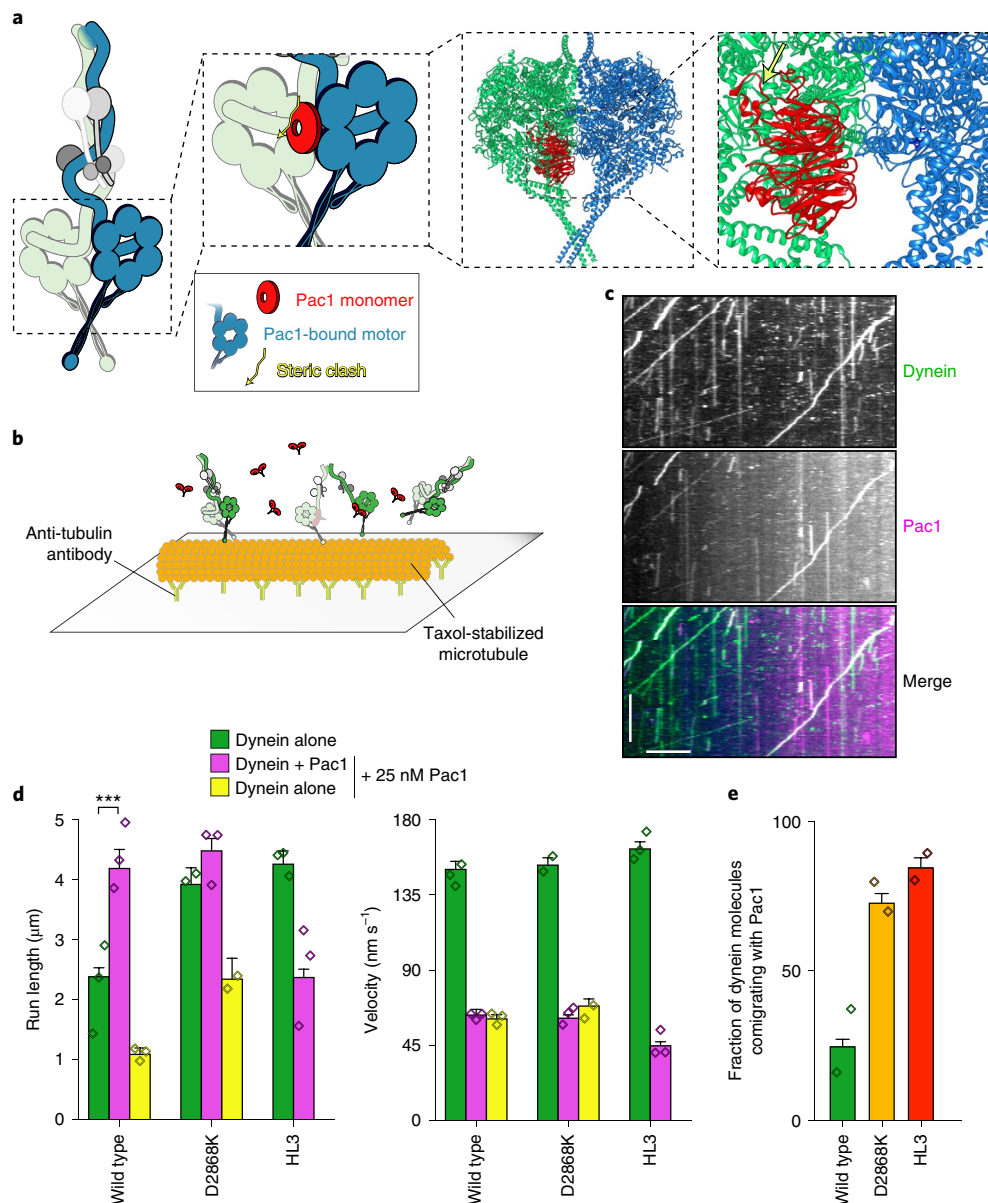 a
Pac1 monomer
Pac1-bound motor
Steric clash
b
Anti-tubulin
antibody
Taxol-stabilized
microtubule
c
Dynein
Pac1
Merge
Dynein alone
Dynein + Pac1
Dynein alone
+ 25 nM Pac1
d
***
5
4
3
2
1
0
Run length (μm)
Wild type
D2868K
HL3
180
135
90
45
0
Velocity (nm s⁻¹)
Wild type
D2868K
HL3
e
100
50
0
Fraction of dynein molecules
comigrating with Pac1
Wild type
D2868K
HL3